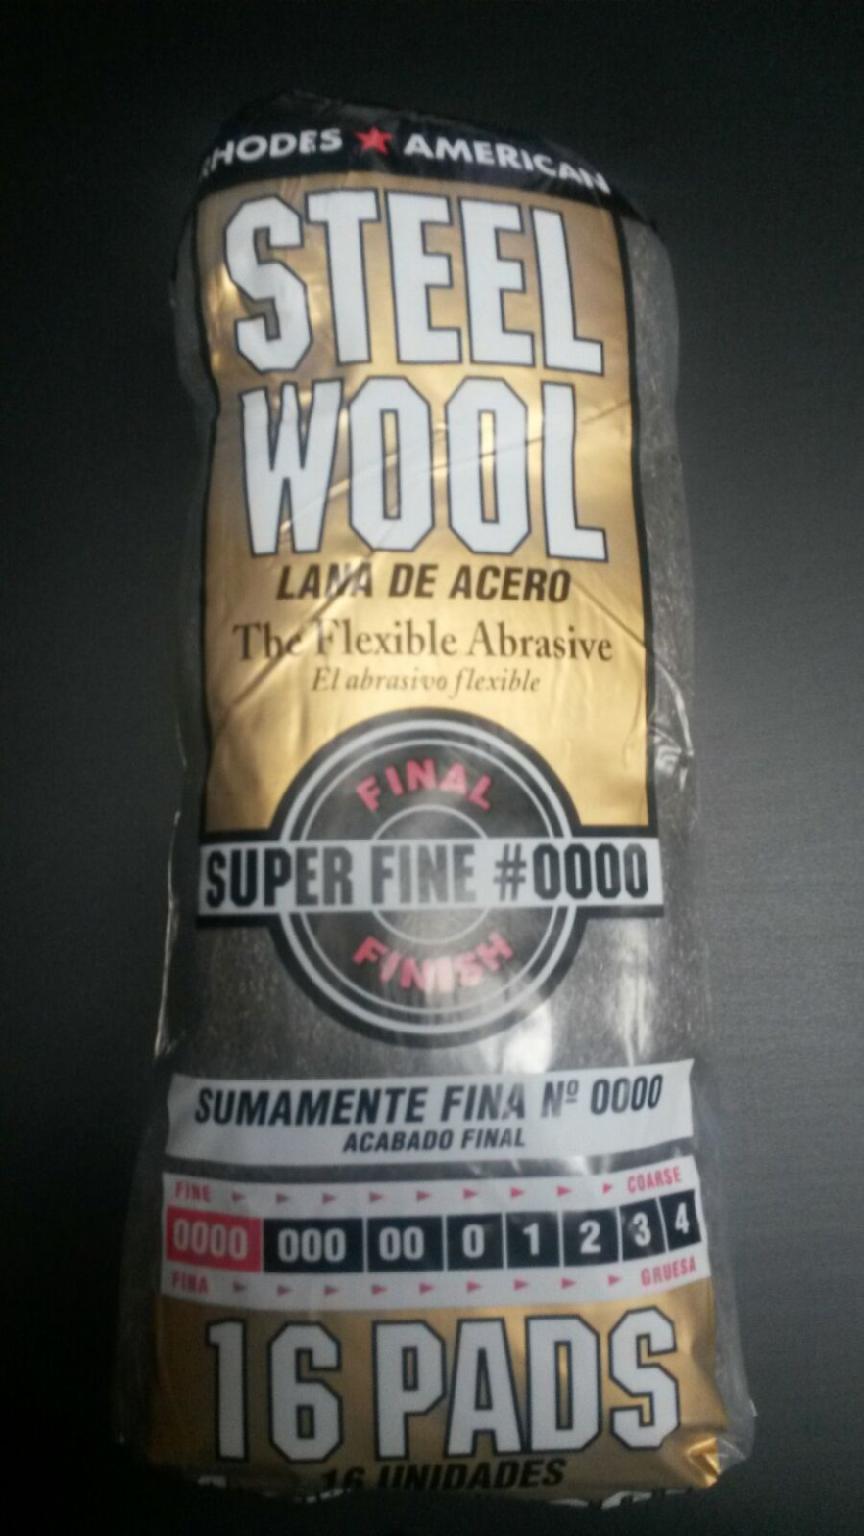 RHODES ★ AMERICAN
STEEL
WOOL
LANA DE ACERO
The Flexible Abrasive
El abrasivo flexible
FINAL
SUPER FINE #0000
FINISH
SUMAMENTE FINA Nº 0000
ACABADO FINAL
FINE COARSE
0000 000 00 0 1 2 3 4
FINA GRUESA
16 PADS
16 UNIDADES